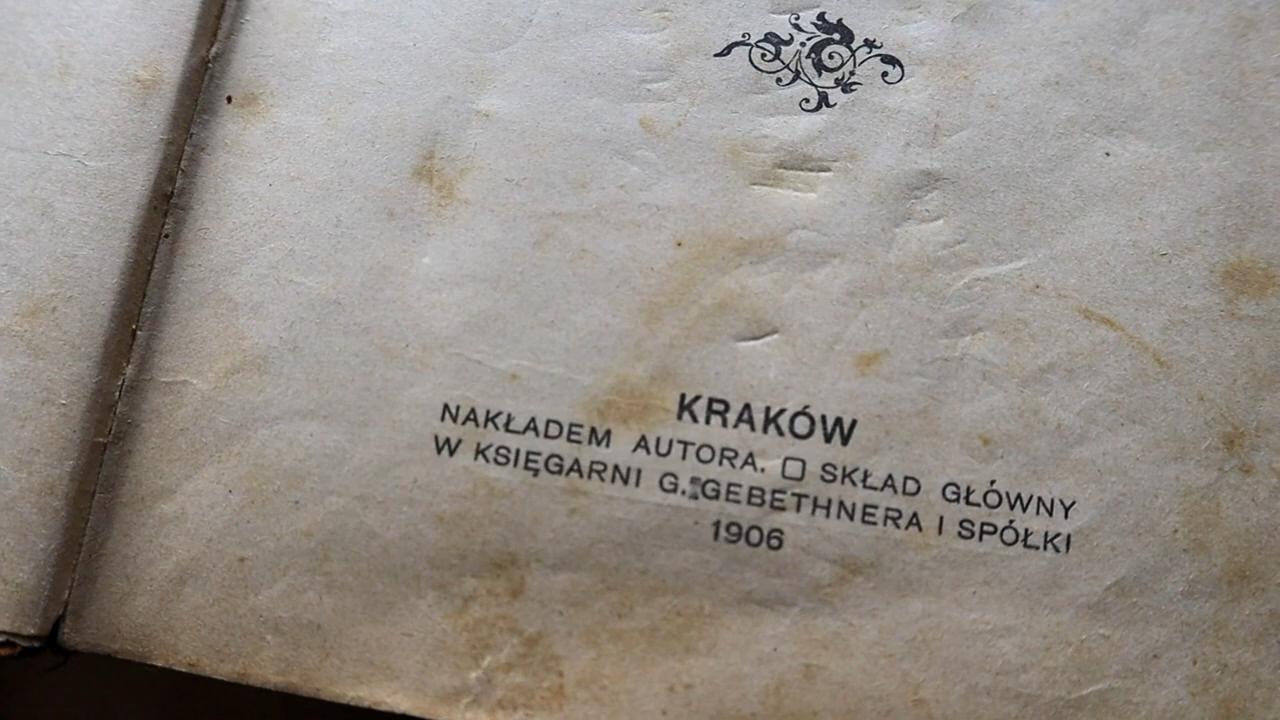 KRAKÓW
NAKŁADEM AUTORA. □ SKŁAD GŁÓWNY
W KSIĘGARNI G. GEBETHNERA I SPÓŁKI
1906